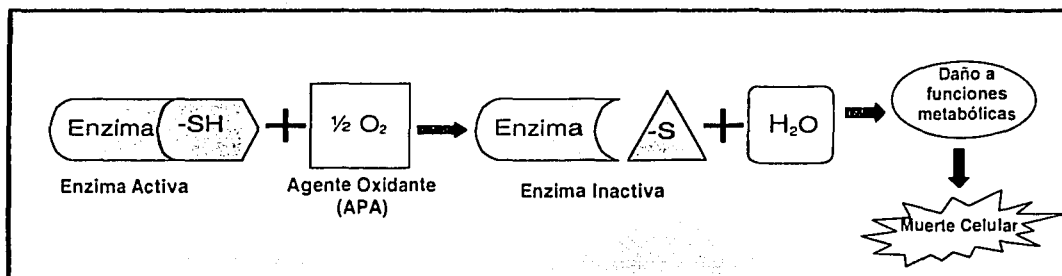 Enzima -SH + ½ O₂ Enzima -S + H₂O
Enzima Activa
Agente Oxidante
(APA)
Enzima Inactiva
Daño a
funciones
metabólicas
Muerte Celular